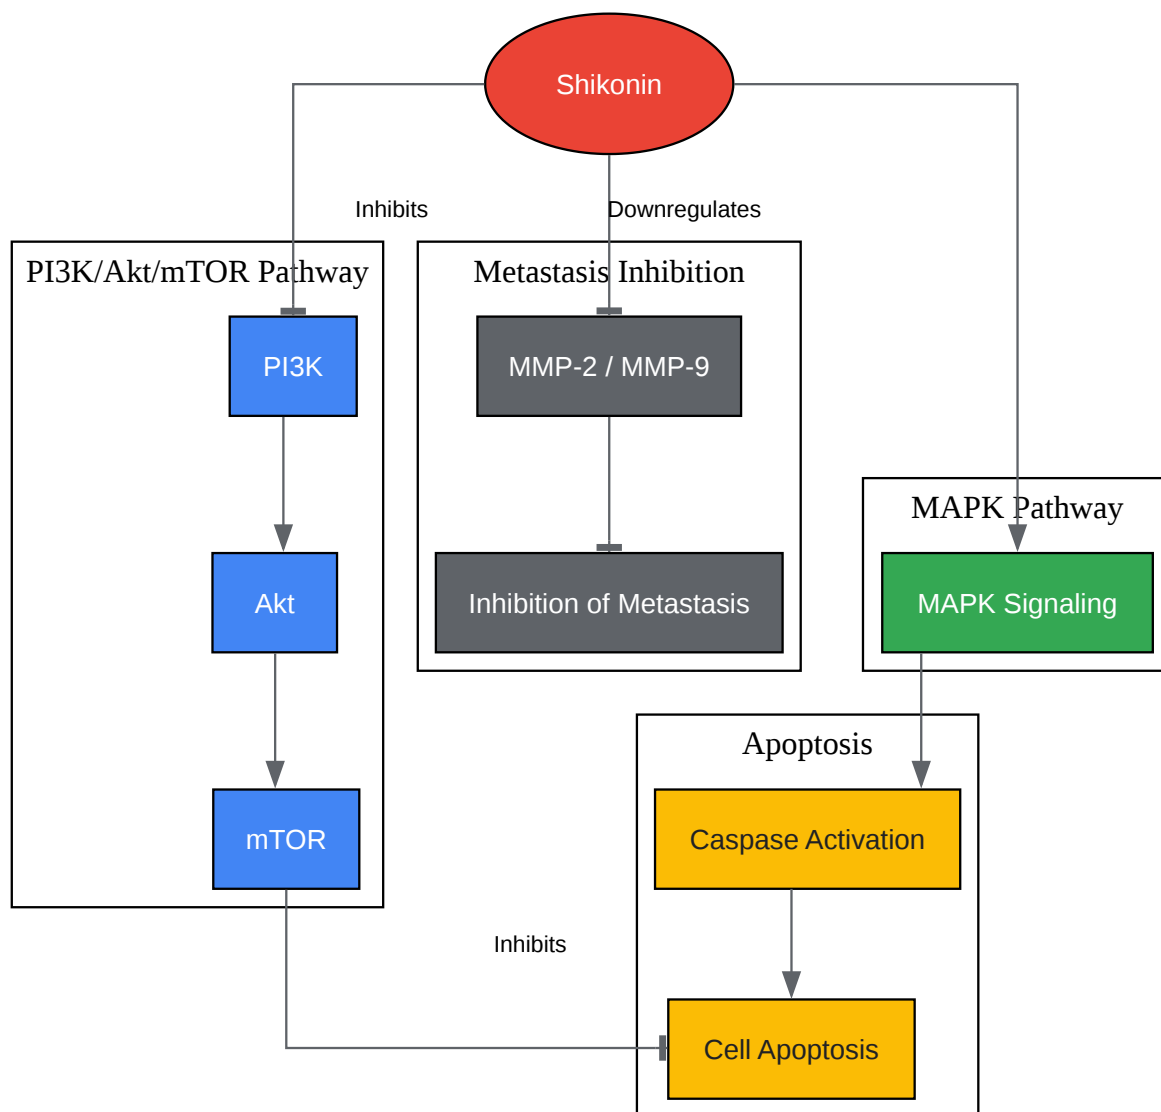 Shikonin
Inhibits
Downregulates
PI3K/Akt/mTOR Pathway
Metastasis Inhibition
PI3K
MMP-2 / MMP-9
MAPK Pathway
Akt
Inhibition of Metastasis
MAPK Signaling
Apoptosis
mTOR
Caspase Activation
Inhibits
Cell Apoptosis